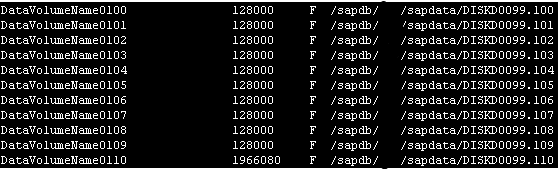 DataVolumeName0100 128000 F /sapdb/ /sapdata/DISKD0099.100
DataVolumeName0101 128000 F /sapdb/ /sapdata/DISKD0099.101
DataVolumeName0102 128000 F /sapdb/ /sapdata/DISKD0099.102
DataVolumeName0103 128000 F /sapdb/ /sapdata/DISKD0099.103
DataVolumeName0104 128000 F /sapdb/ /sapdata/DISKD0099.104
DataVolumeName0105 128000 F /sapdb/ /sapdata/DISKD0099.105
DataVolumeName0106 128000 F /sapdb/ /sapdata/DISKD0099.106
DataVolumeName0107 128000 F /sapdb/ /sapdata/DISKD0099.107
DataVolumeName0108 128000 F /sapdb/ /sapdata/DISKD0099.108
DataVolumeName0109 128000 F /sapdb/ /sapdata/DISKD0099.109
DataVolumeName0110 1966080 F /sapdb/ /sapdata/DISKD0099.110